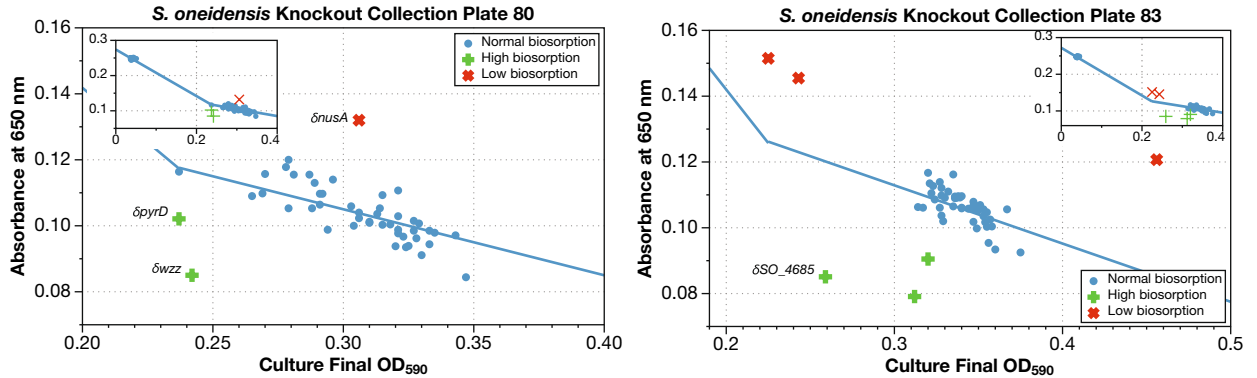 S. oneidensis Knockout Collection Plate 80
Absorbance at 650 nm
0.16
0.14
0.12
0.10
0.08
0.3
0.2
0.1
0
0.2
0.4
Normal biosorption
High biosorption
Low biosorption
δnusA
δpyrD
δwzz
0.20
0.25
0.30
0.35
0.40
Culture Final OD590
S. oneidensis Knockout Collection Plate 83
Absorbance at 650 nm
0.16
0.14
0.12
0.10
0.08
0.3
0.2
0.1
0
0
0.2
0.4
δSO_4685
Normal biosorption
High biosorption
Low biosorption
0.2
0.3
0.4
0.5
Culture Final OD590